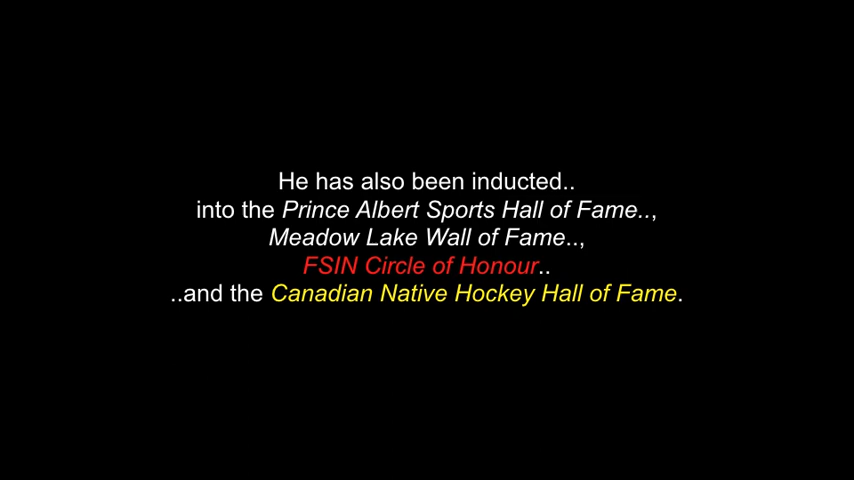 He has also been inducted..
into the Prince Albert Sports Hall of Fame..,
Meadow Lake Wall of Fame..,
FSIN Circle of Honour..
..and the Canadian Native Hockey Hall of Fame.